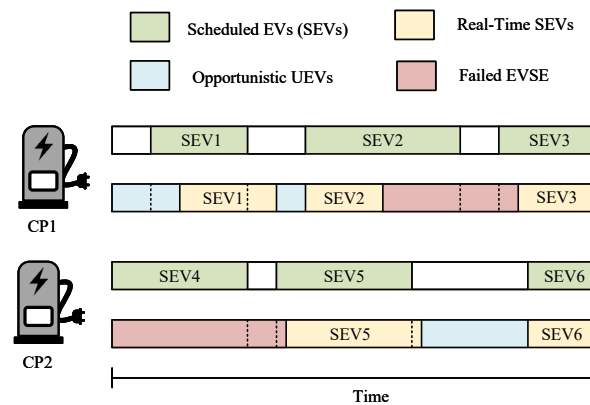 Scheduled EVs (SEVs)
Real-Time SEVs
Opportunistic UEVs
Failed EVSE
SEV1
SEV2
SEV3
SEV1
SEV2
SEV3
CP1
SEV4
SEV5
SEV6
SEV5
SEV6
CP2
Time